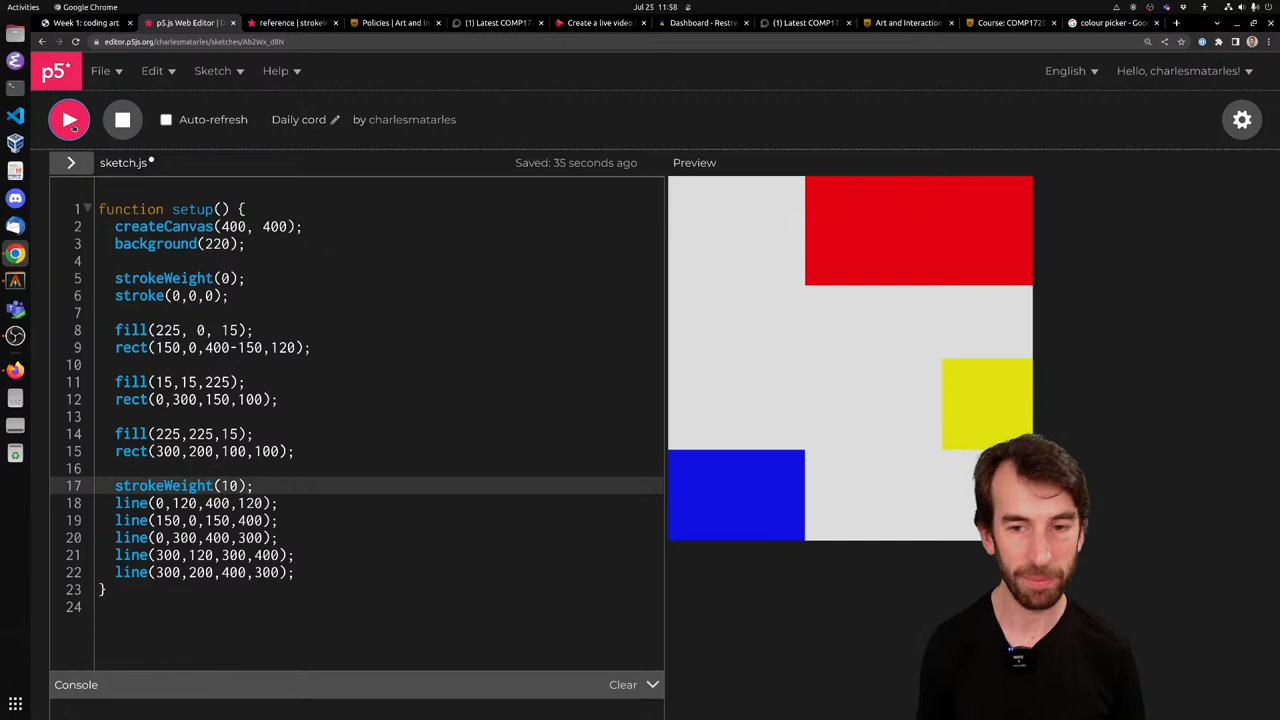 Activities
Google Chrome
Jul 25 11:58
Week 1: coding art
p5.js Web Editor | D
reference | strokeW
Policies | Art and In
(1) Latest COMP17
Create a live video
Dashboard - Restre
(1) Latest COMP17
Art and Interaction
Course: COMP172
colour picker - Goo
editor.p5js.org/charlesmatarles/sketches/Ab2Wx_d8N
p5*
File
Edit
Sketch
Help
English
Hello, charlesmatarles!
Auto-refresh
Daily cord
by charlesmatarles
sketch.js
Saved: 35 seconds ago
Preview
1 function setup() {
2 createCanvas(400, 400);
3 background(220);
4
5 strokeWeight(0);
6 stroke(0,0,0);
7
8 fill(225, 0, 15);
9 rect(150,0,400-150,120);
10
11 fill(15,15,225);
12 rect(0,300,150,100);
13
14 fill(225,225,15);
15 rect(300,200,100,100);
16
17 strokeWeight(10);
18 line(0,120,400,120);
19 line(150,0,150,400);
20 line(0,300,400,300);
21 line(300,120,300,400);
22 line(300,200,400,300);
23 }
24
Console
Clear